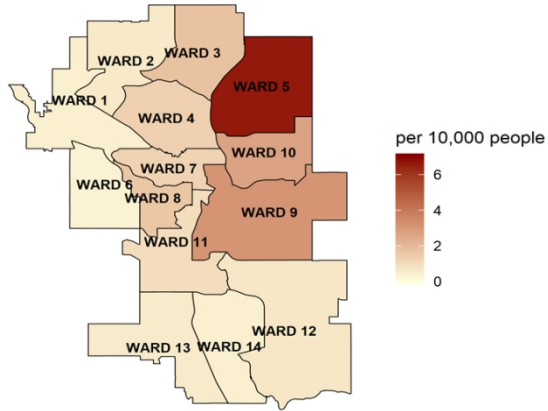 WARD 3
WARD 2
WARD 5
WARD 1
WARD 4
per 10,000 people
WARD 10
WARD 7
6
WARD 6
WARD 8
4
WARD 9
2
WARD 11
0
WARD 12
WARD 13
WARD 14